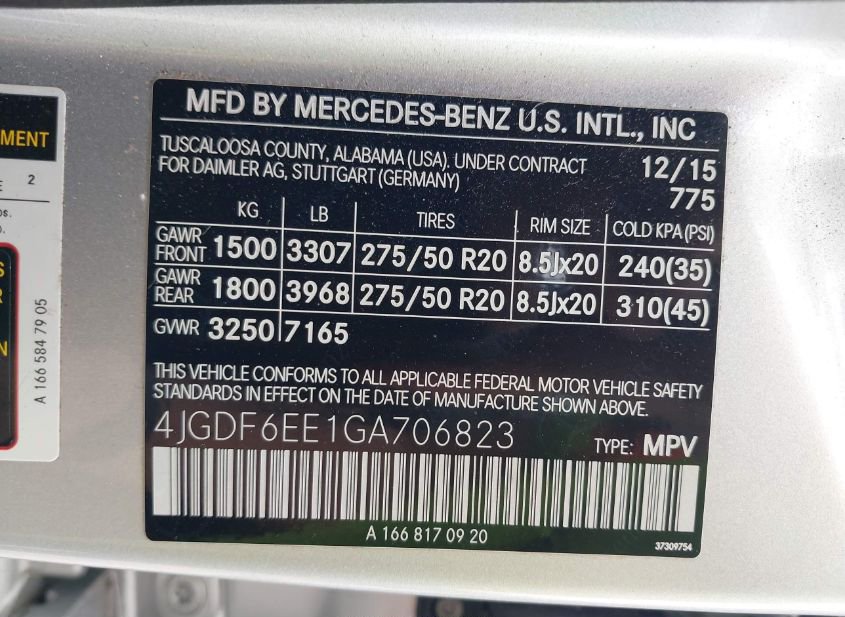 MFD BY MERCEDES-BENZ U.S. INTL., INC
TUSCALOOSA COUNTY, ALABAMA (USA). UNDER CONTRACT
FOR DAIMLER AG, STUTTGART (GERMANY)
12/15
775
KG LB TIRES RIM SIZE COLD KPA (PSI)
GAWR FRONT 1500 3307 275/50 R20 8.5Jx20 240(35)
GAWR REAR 1800 3968 275/50 R20 8.5Jx20 310(45)
GVWR 3250 7165
THIS VEHICLE CONFORMS TO ALL APPLICABLE FEDERAL MOTOR VEHICLE SAFETY
STANDARDS IN EFFECT ON THE DATE OF MANUFACTURE SHOWN ABOVE.
4JGDF6EE1GA706823
TYPE: MPV
A 166 817 09 20
37309754
MENT
2
A 166 584 79 05